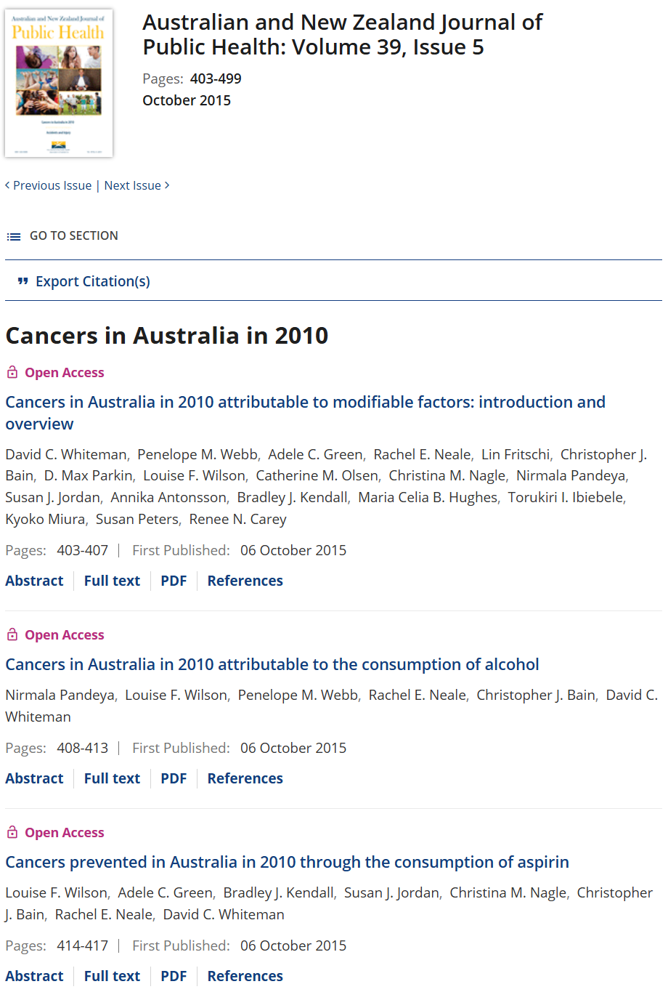 Australian and New Zealand Journal of
Public Health
Cancers in Australia in 2010
Accidents and Injury
Australian and New Zealand Journal of
Public Health: Volume 39, Issue 5
Pages: 403-499
October 2015
Previous Issue | Next Issue
GO TO SECTION
Export Citation(s)
Cancers in Australia in 2010
Open Access
Cancers in Australia in 2010 attributable to modifiable factors: introduction and
overview
David C. Whiteman, Penelope M. Webb, Adele C. Green, Rachel E. Neale, Lin Fritschi, Christopher J.
Bain, D. Max Parkin, Louise F. Wilson, Catherine M. Olsen, Christina M. Nagle, Nirmala Pandeya,
Susan J. Jordan, Annika Antonsson, Bradley J. Kendall, Maria Celia B. Hughes, Torukiri I. Ibiebele,
Kyoko Miura, Susan Peters, Renee N. Carey
Pages: 403-407 | First Published: 06 October 2015
Abstract Full text PDF References
Open Access
Cancers in Australia in 2010 attributable to the consumption of alcohol
Nirmala Pandeya, Louise F. Wilson, Penelope M. Webb, Rachel E. Neale, Christopher J. Bain, David C.
Whiteman
Pages: 408-413 | First Published: 06 October 2015
Abstract Full text PDF References
Open Access
Cancers prevented in Australia in 2010 through the consumption of aspirin
Louise F. Wilson, Adele C. Green, Bradley J. Kendall, Susan J. Jordan, Christina M. Nagle, Christopher
J. Bain, Rachel E. Neale, David C. Whiteman
Pages: 414-417 | First Published: 06 October 2015
Abstract Full text PDF References